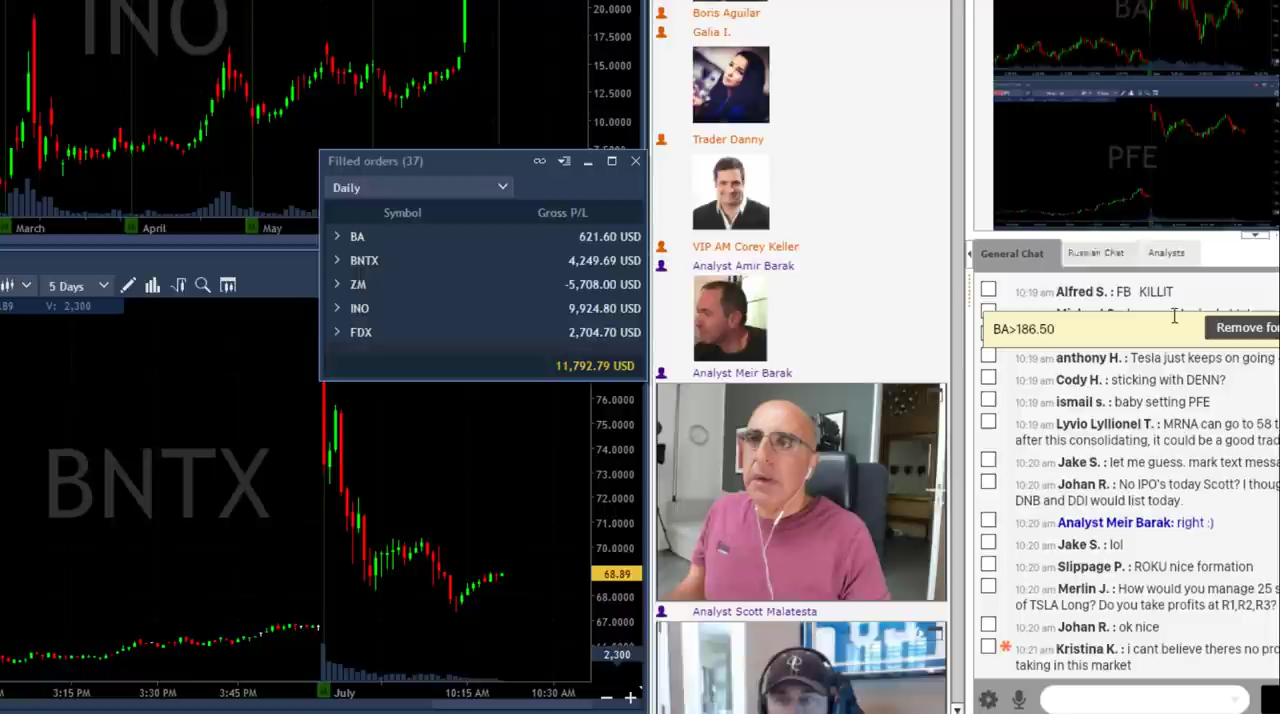 INO
20.0000
17.5000
15.0000
12.5000
10.0000
March
April
May
Filled orders (37)
Daily
Symbol Gross P/L
BA 621.60 USD
BNTX 4,249.69 USD
ZM -5,708.00 USD
INO 9,924.80 USD
FDX 2,704.70 USD
11,792.79 USD
5 Days
.89 V: 2,300
BNTX
76.0000
75.0000
74.0000
73.0000
72.0000
71.0000
70.0000
68.89
68.0000
67.0000
2,300
3:15 PM 3:30 PM 3:45 PM July 10:15 AM 10:30 AM
Boris Aguilar
Galia I.
Trader Danny
VIP AM Corey Keller
Analyst Amir Barak
Analyst Meir Barak
Analyst Scott Malatesta
BA
PFE
General Chat Russian Chat Analysts
10:19 am Alfred S. : FB KILLIT
BA>186.50 Remove for
10:19 am anthony H. : Tesla just keeps on going
10:19 am Cody H. : sticking with DENN?
10:19 am ismail s. : baby setting PFE
10:19 am Lyvio Lyllionel T. : MRNA can go to 58 t
after this consolidating, it could be a good trad
10:20 am Jake S. : let me guess. mark text messa
10:20 am Johan R. : No IPO's today Scott? I thoug
DNB and DDI would list today.
10:20 am Analyst Meir Barak: right :)
10:20 am Jake S. : lol
10:20 am Slippage P. : ROKU nice formation
10:20 am Merlin J. : How would you manage 25 s
of TSLA Long? Do you take profits at R1,R2,R3?
10:20 am Johan R. : ok nice
10:21 am Kristina K. : i cant believe theres no pro
taking in this market